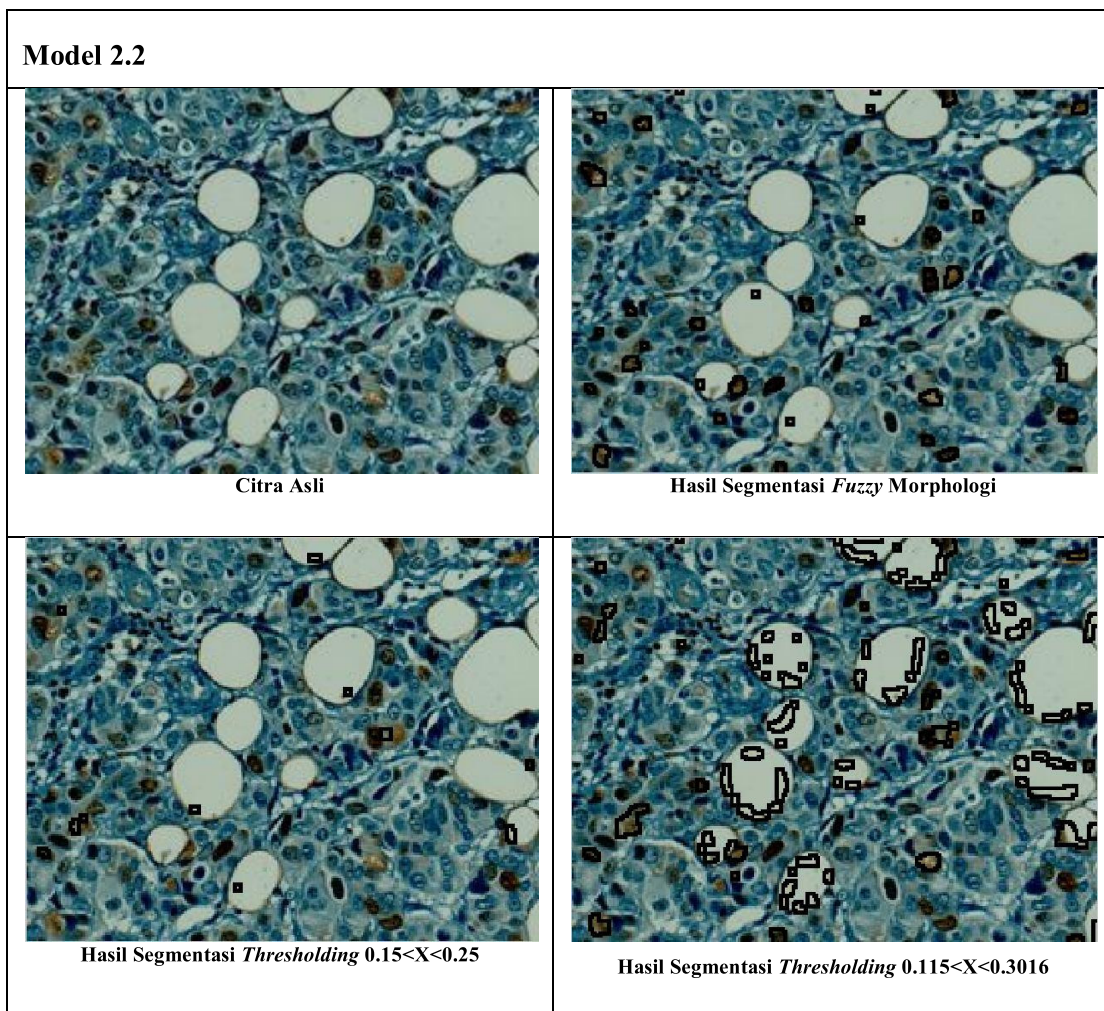 Model 2.2
Citra Asli
Hasil Segmentasi Fuzzy Morphologi
Hasil Segmentasi Thresholding 0.15<X<0.25
Hasil Segmentasi Thresholding 0.115<X<0.3016